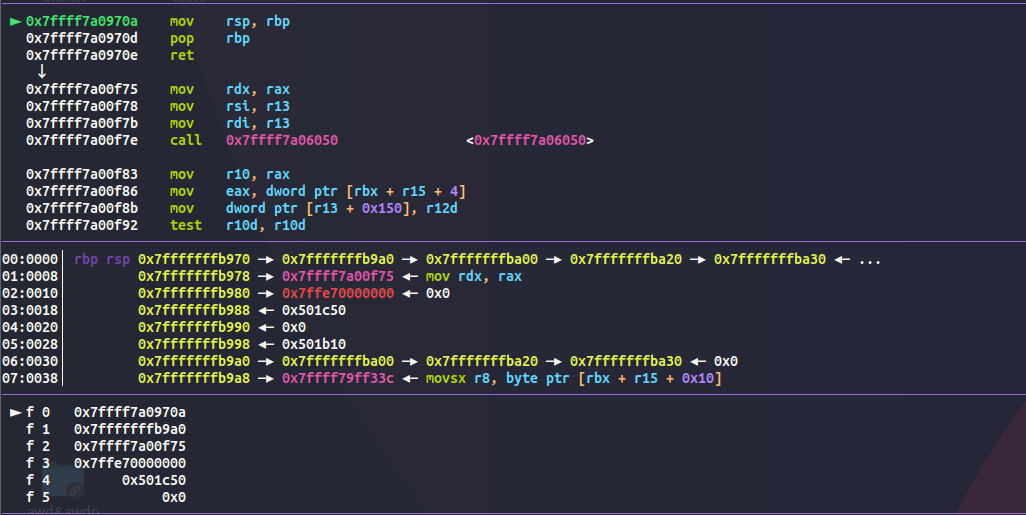 ► 0x7ffff7a0970a    mov    rsp, rbp
0x7ffff7a0970d    pop    rbp
0x7ffff7a0970e    ret
↓
0x7ffff7a00f75    mov    rdx, rax
0x7ffff7a00f78    mov    rsi, r13
0x7ffff7a00f7b    mov    rdi, r13
0x7ffff7a00f7e    call   0x7ffff7a06050                <0x7ffff7a06050>
0x7ffff7a00f83    mov    r10, rax
0x7ffff7a00f86    mov    eax, dword ptr [rbx + r15 + 4]
0x7ffff7a00f8b    mov    dword ptr [r13 + 0x150], r12d
0x7ffff7a00f92    test   r10d, r10d
00:0000│ rbp rsp 0x7fffffffb970 —► 0x7fffffffb9a0 —► 0x7fffffffba00 —► 0x7fffffffba20 —► 0x7fffffffba30 ◄— ...
01:0008│         0x7fffffffb978 —► 0x7ffff7a00f75 ◄— mov rdx, rax
02:0010│         0x7fffffffb980 —► 0x7ffe70000000 ◄— 0x0
03:0018│         0x7fffffffb988 ◄— 0x501c50
04:0020│         0x7fffffffb990 ◄— 0x0
05:0028│         0x7fffffffb998 ◄— 0x501b10
06:0030│         0x7fffffffb9a0 —► 0x7fffffffba00 —► 0x7fffffffba20 —► 0x7fffffffba30 ◄— 0x0
07:0038│         0x7fffffffb9a8 —► 0x7ffff79ff33c ◄— movsx r8, byte ptr [rbx + r15 + 0x10]
► f 0   0x7ffff7a0970a
f 1   0x7fffffffb9a0
f 2   0x7ffff7a00f75
f 3   0x7ffe70000000
f 4         0x501c50
f 5              0x0
awd&awdp